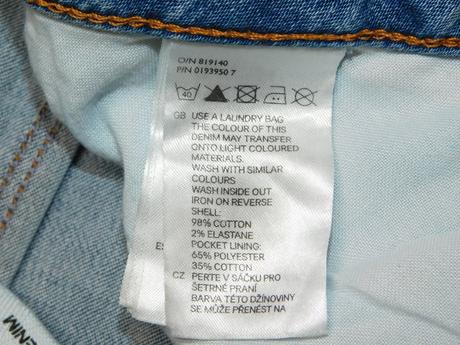 O/N 819140
P/N 0193950 7
40
GB USE A LAUNDRY BAG
THE COLOUR OF THIS
DENIM MAY TRANSFER
ONTO LIGHT COLOURED
MATERIALS.
WASH WITH SIMILAR
COLOURS
WASH INSIDE OUT
IRON ON REVERSE
SHELL:
98% COTTON
2% ELASTANE
POCKET LINING:
65% POLYESTER
35% COTTON
CZ PERTE V SÁČKU PRO
ŠETRNÉ PRANÍ
BARVA TÉTO DŽÍNOVINY
SE MŮŽE PŘENÉST NA
ES
ENIM